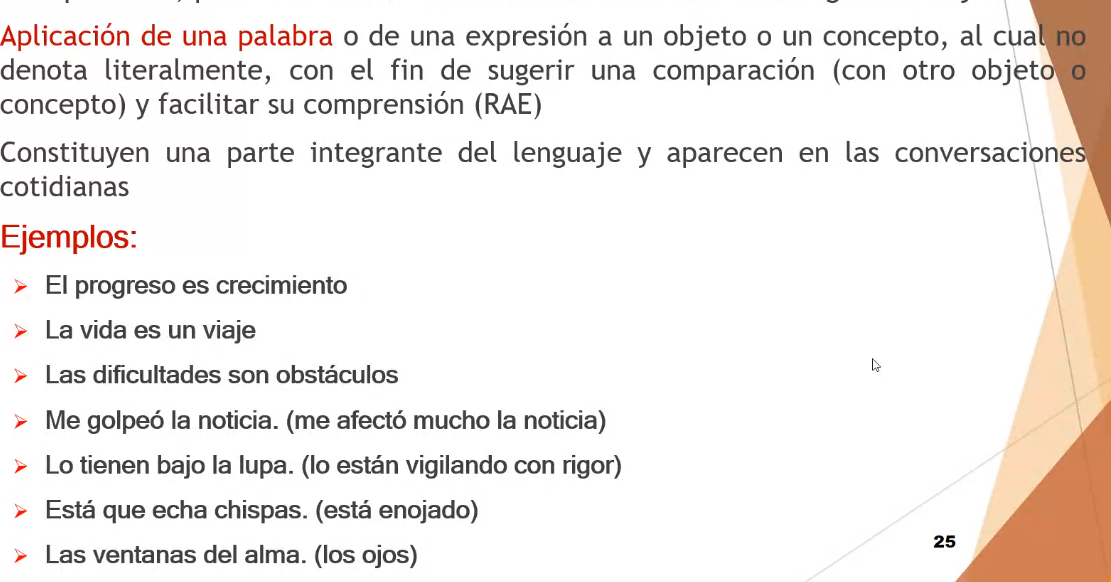 Aplicación de una palabra o de una expresión a un objeto o un concepto, al cual no
denota literalmente, con el fin de sugerir una comparación (con otro objeto o
concepto) y facilitar su comprensión (RAE)
Constituyen una parte integrante del lenguaje y aparecen en las conversaciones
cotidianas
Ejemplos:
El progreso es crecimiento
La vida es un viaje
Las dificultades son obstáculos
Me golpeó la noticia. (me afectó mucho la noticia)
Lo tienen bajo la lupa. (lo están vigilando con rigor)
Está que echa chispas. (está enojado)
Las ventanas del alma. (los ojos)
25